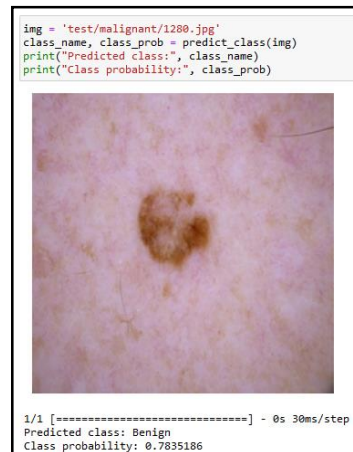 img = 'test/malignant/1280.jpg'
class_name, class_prob = predict_class(img)
print("Predicted class:", class_name)
print("Class probability:", class_prob)
1/1 [==============================] - 0s 30ms/step
Predicted class: Benign
Class probability: 0.7835186